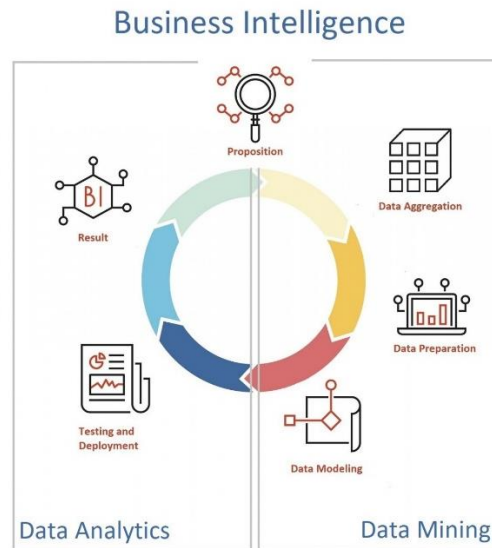 Business Intelligence
Proposition
Data Aggregation
BI
Result
Data Preparation
Testing and
Deployment
Data Modeling
Data Analytics
Data Mining